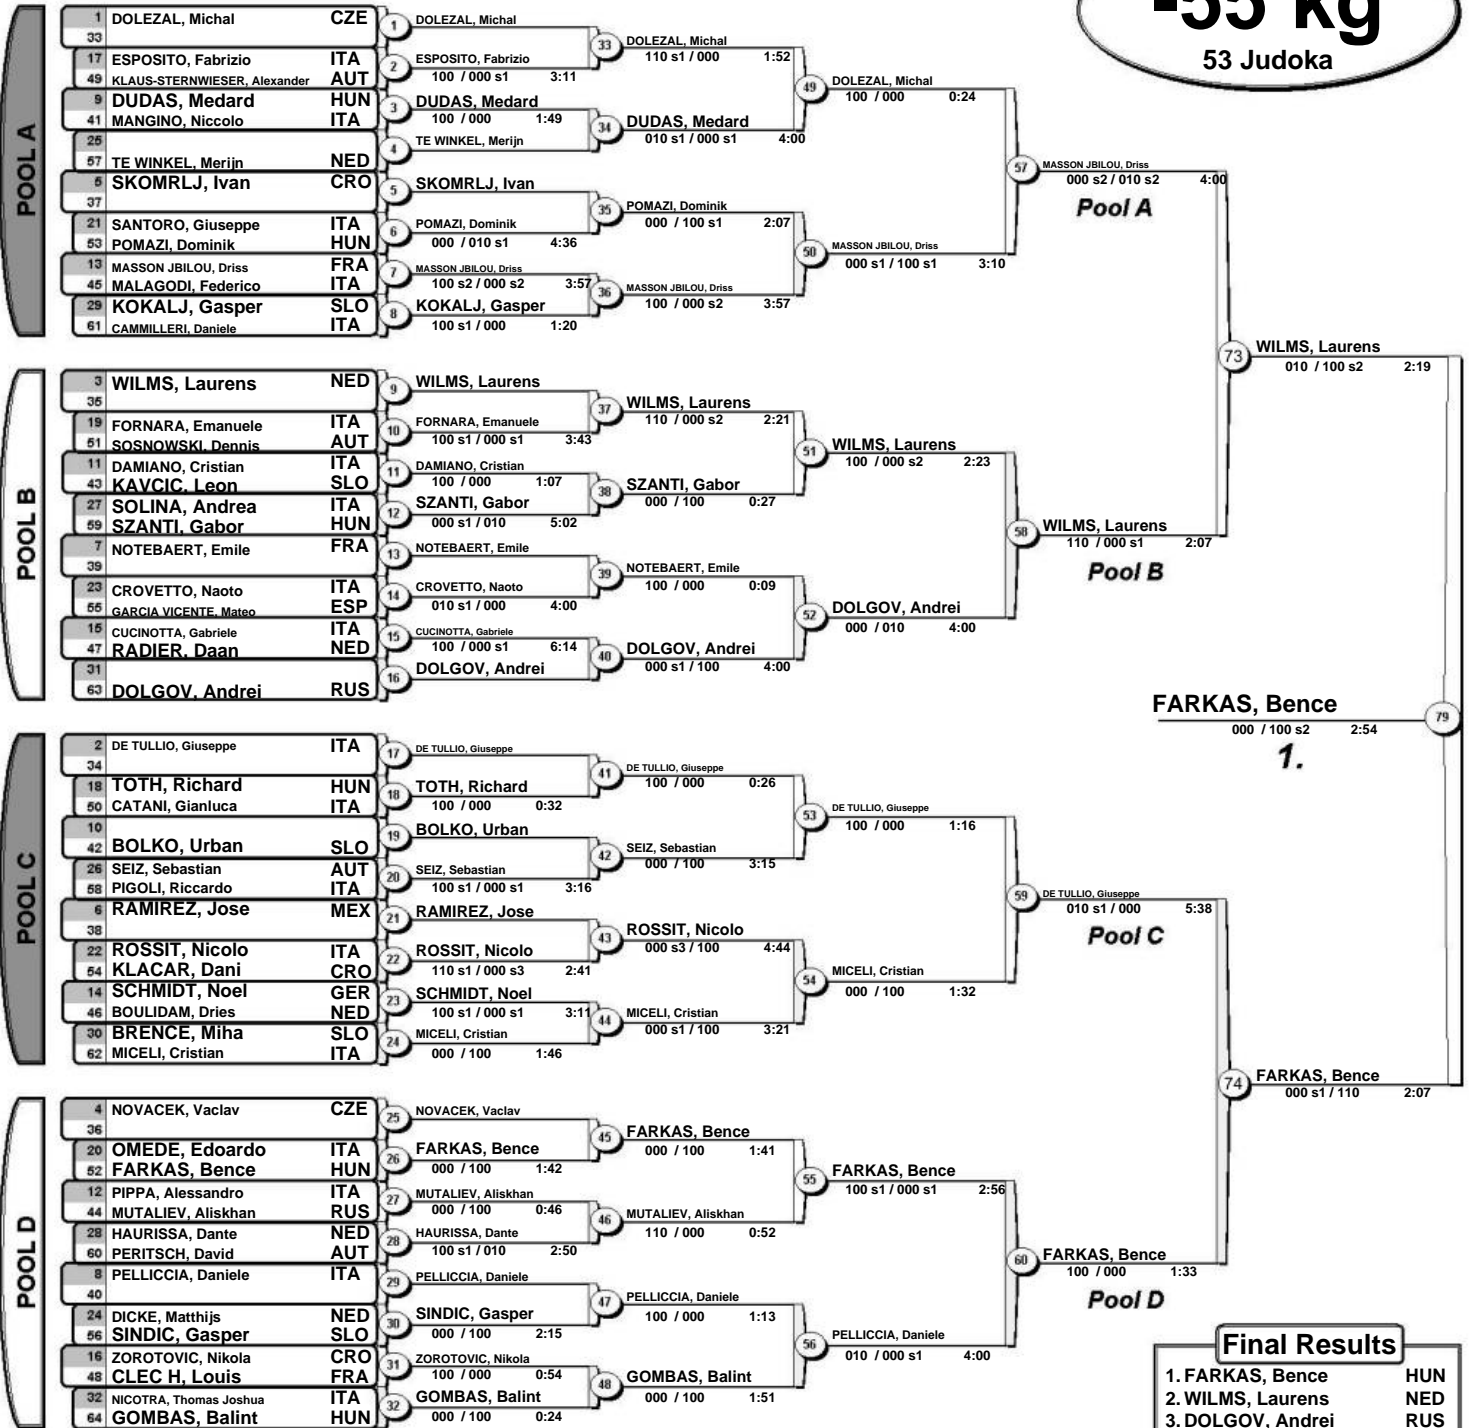 -55 kg
53 Judoka
POOL A
1 DOLEZAL, Michal CZE
33
17 ESPOSITO, Fabrizio ITA
49 KLAUS-STERNWIESER, Alexander AUT
9 DUDAS, Medard HUN
41 MANGINO, Niccolo ITA
25
57 TE WINKEL, Merijn NED
5 SKOMRLJ, Ivan CRO
37
21 SANTORO, Giuseppe ITA
53 POMAZI, Dominik HUN
13 MASSON JBILOU, Driss FRA
45 MALAGODI, Federico ITA
29 KOKALJ, Gasper SLO
61 CAMMILLERI, Daniele ITA
1 DOLEZAL, Michal
2 ESPOSITO, Fabrizio
100 / 000 s1 3:11
3 DUDAS, Medard
100 / 000 1:49
4 TE WINKEL, Merijn
5 SKOMRLJ, Ivan
6 POMAZI, Dominik
000 / 010 s1 4:36
7 MASSON JBILOU, Driss
100 s2 / 000 s2 3:57
8 KOKALJ, Gasper
100 s1 / 000 1:20
33 DOLEZAL, Michal
110 s1 / 000 1:52
34 DUDAS, Medard
010 s1 / 000 s1 4:00
35 POMAZI, Dominik
000 / 100 s1 2:07
36 MASSON JBILOU, Driss
100 / 000 s2 3:57
49 DOLEZAL, Michal
100 / 000 0:24
50 MASSON JBILOU, Driss
000 s1 / 100 s1 3:10
57 MASSON JBILOU, Driss
000 s2 / 010 s2 4:00
Pool A
POOL B
3 WILMS, Laurens NED
35
19 FORNARA, Emanuele ITA
51 SOSNOWSKI, Dennis AUT
11 DAMIANO, Cristian ITA
43 KAVCIC, Leon SLO
27 SOLINA, Andrea ITA
59 SZANTI, Gabor HUN
7 NOTEBAERT, Emile FRA
39
23 CROVETTO, Naoto ITA
55 GARCIA VICENTE, Mateo ESP
15 CUCINOTTA, Gabriele ITA
47 RADIER, Daan NED
31
63 DOLGOV, Andrei RUS
9 WILMS, Laurens
10 FORNARA, Emanuele
100 s1 / 000 s1 3:43
11 DAMIANO, Cristian
100 / 000 1:07
12 SZANTI, Gabor
000 s1 / 010 5:02
13 NOTEBAERT, Emile
14 CROVETTO, Naoto
010 s1 / 000 4:00
15 CUCINOTTA, Gabriele
100 / 000 s1 6:14
16 DOLGOV, Andrei
37 WILMS, Laurens
110 / 000 s2 2:21
38 SZANTI, Gabor
000 / 100 0:27
39 NOTEBAERT, Emile
100 / 000 0:09
40 DOLGOV, Andrei
000 s1 / 100 4:00
51 WILMS, Laurens
100 / 000 s2 2:23
52 DOLGOV, Andrei
000 / 010 4:00
58 WILMS, Laurens
110 / 000 s1 2:07
Pool B
73 WILMS, Laurens
010 / 100 s2 2:19
FARKAS, Bence 79
000 / 100 s2 2:54
1.
POOL C
2 DE TULLIO, Giuseppe ITA
34
18 TOTH, Richard HUN
50 CATANI, Gianluca ITA
10
42 BOLKO, Urban SLO
26 SEIZ, Sebastian AUT
58 PIGOLI, Riccardo ITA
6 RAMIREZ, Jose MEX
38
22 ROSSIT, Nicolo ITA
54 KLACAR, Dani CRO
14 SCHMIDT, Noel GER
46 BOULIDAM, Dries NED
30 BRENCE, Miha SLO
62 MICELI, Cristian ITA
17 DE TULLIO, Giuseppe
18 TOTH, Richard
100 / 000 0:32
19 BOLKO, Urban
20 SEIZ, Sebastian
100 s1 / 000 s1 3:16
21 RAMIREZ, Jose
22 ROSSIT, Nicolo
110 s1 / 000 s3 2:41
23 SCHMIDT, Noel
100 s1 / 000 s1 3:11
24 MICELI, Cristian
000 / 100 1:46
41 DE TULLIO, Giuseppe
100 / 000 0:26
42 SEIZ, Sebastian
000 / 100 3:15
43 ROSSIT, Nicolo
000 s3 / 100 4:44
44 MICELI, Cristian
000 s1 / 100 3:21
53 DE TULLIO, Giuseppe
100 / 000 1:16
54 MICELI, Cristian
000 / 100 1:32
59 DE TULLIO, Giuseppe
010 s1 / 000 5:38
Pool C
POOL D
4 NOVACEK, Vaclav CZE
36
20 OMEDE, Edoardo ITA
52 FARKAS, Bence HUN
12 PIPPA, Alessandro ITA
44 MUTALIEV, Aliskhan RUS
28 HAURISSA, Dante NED
60 PERITSCH, David AUT
8 PELLICCIA, Daniele ITA
40
24 DICKE, Matthijs NED
56 SINDIC, Gasper SLO
16 ZOROTOVIC, Nikola CRO
48 CLEC H, Louis FRA
32 NICOTRA, Thomas Joshua ITA
64 GOMBAS, Balint HUN
25 NOVACEK, Vaclav
26 FARKAS, Bence
000 / 100 1:42
27 MUTALIEV, Aliskhan
000 / 100 0:46
28 HAURISSA, Dante
100 s1 / 010 2:50
29 PELLICCIA, Daniele
30 SINDIC, Gasper
000 / 100 2:15
31 ZOROTOVIC, Nikola
100 / 000 0:54
32 GOMBAS, Balint
000 / 100 0:24
45 FARKAS, Bence
000 / 100 1:41
46 MUTALIEV, Aliskhan
110 / 000 0:52
47 PELLICCIA, Daniele
100 / 000 1:13
48 GOMBAS, Balint
000 / 100 1:51
55 FARKAS, Bence
100 s1 / 000 s1 2:56
56 PELLICCIA, Daniele
010 / 000 s1 4:00
60 FARKAS, Bence
100 / 000 1:33
Pool D
74 FARKAS, Bence
000 s1 / 110 2:07
Final Results
1. FARKAS, Bence HUN
2. WILMS, Laurens NED
3. DOLGOV, Andrei RUS